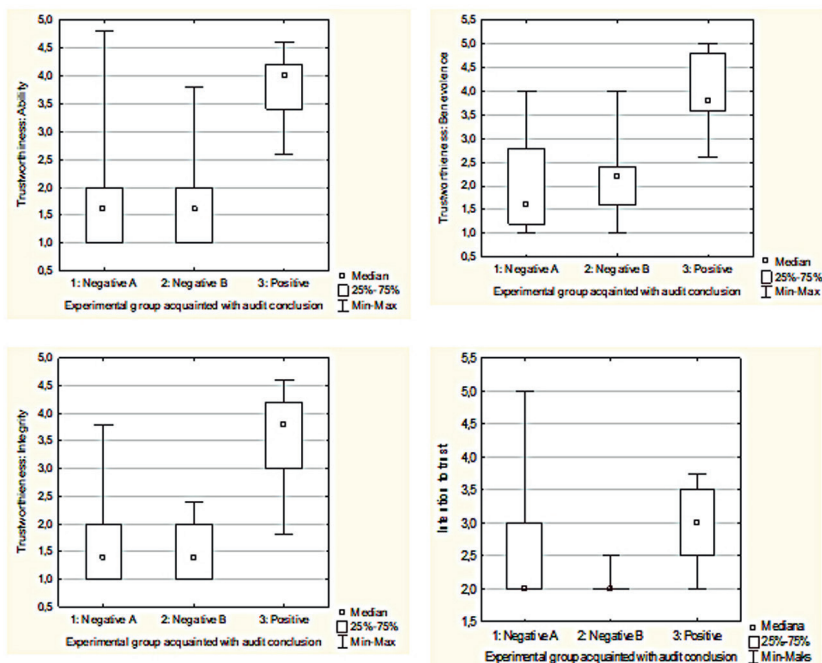 5,0
4,5
4,0
3,5
3,0
2,5
2,0
1,5
1,0
0,5
Trustworthiness: Ability
1: Negative A 2: Negative B 3: Positive
Experimental group acquainted with audit conclusion
Median
25%-75%
Min-Max
5,5
5,0
4,5
4,0
3,5
3,0
2,5
2,0
1,5
1,0
0,5
Trustworthieness: Benevolence
1: Negative A 2: Negative B 3: Positive
Experimental group acquainted with audit conclusion
Median
25%-75%
Min-Max
5,0
4,5
4,0
3,5
3,0
2,5
2,0
1,5
1,0
0,5
Trustworthieness: Integrity
1: Negative A 2: Negative B 3: Positive
Experimental group acquainted with audit conclusion
Median
25%-75%
Min-Max
5,5
5,0
4,5
4,0
3,5
3,0
2,5
2,0
1,5
Intention to trust
1: Negative A 2: Negative B 3: Positive
Experimental group acquainted with audit conclusion
Mediana
25%-75%
Min-Maks